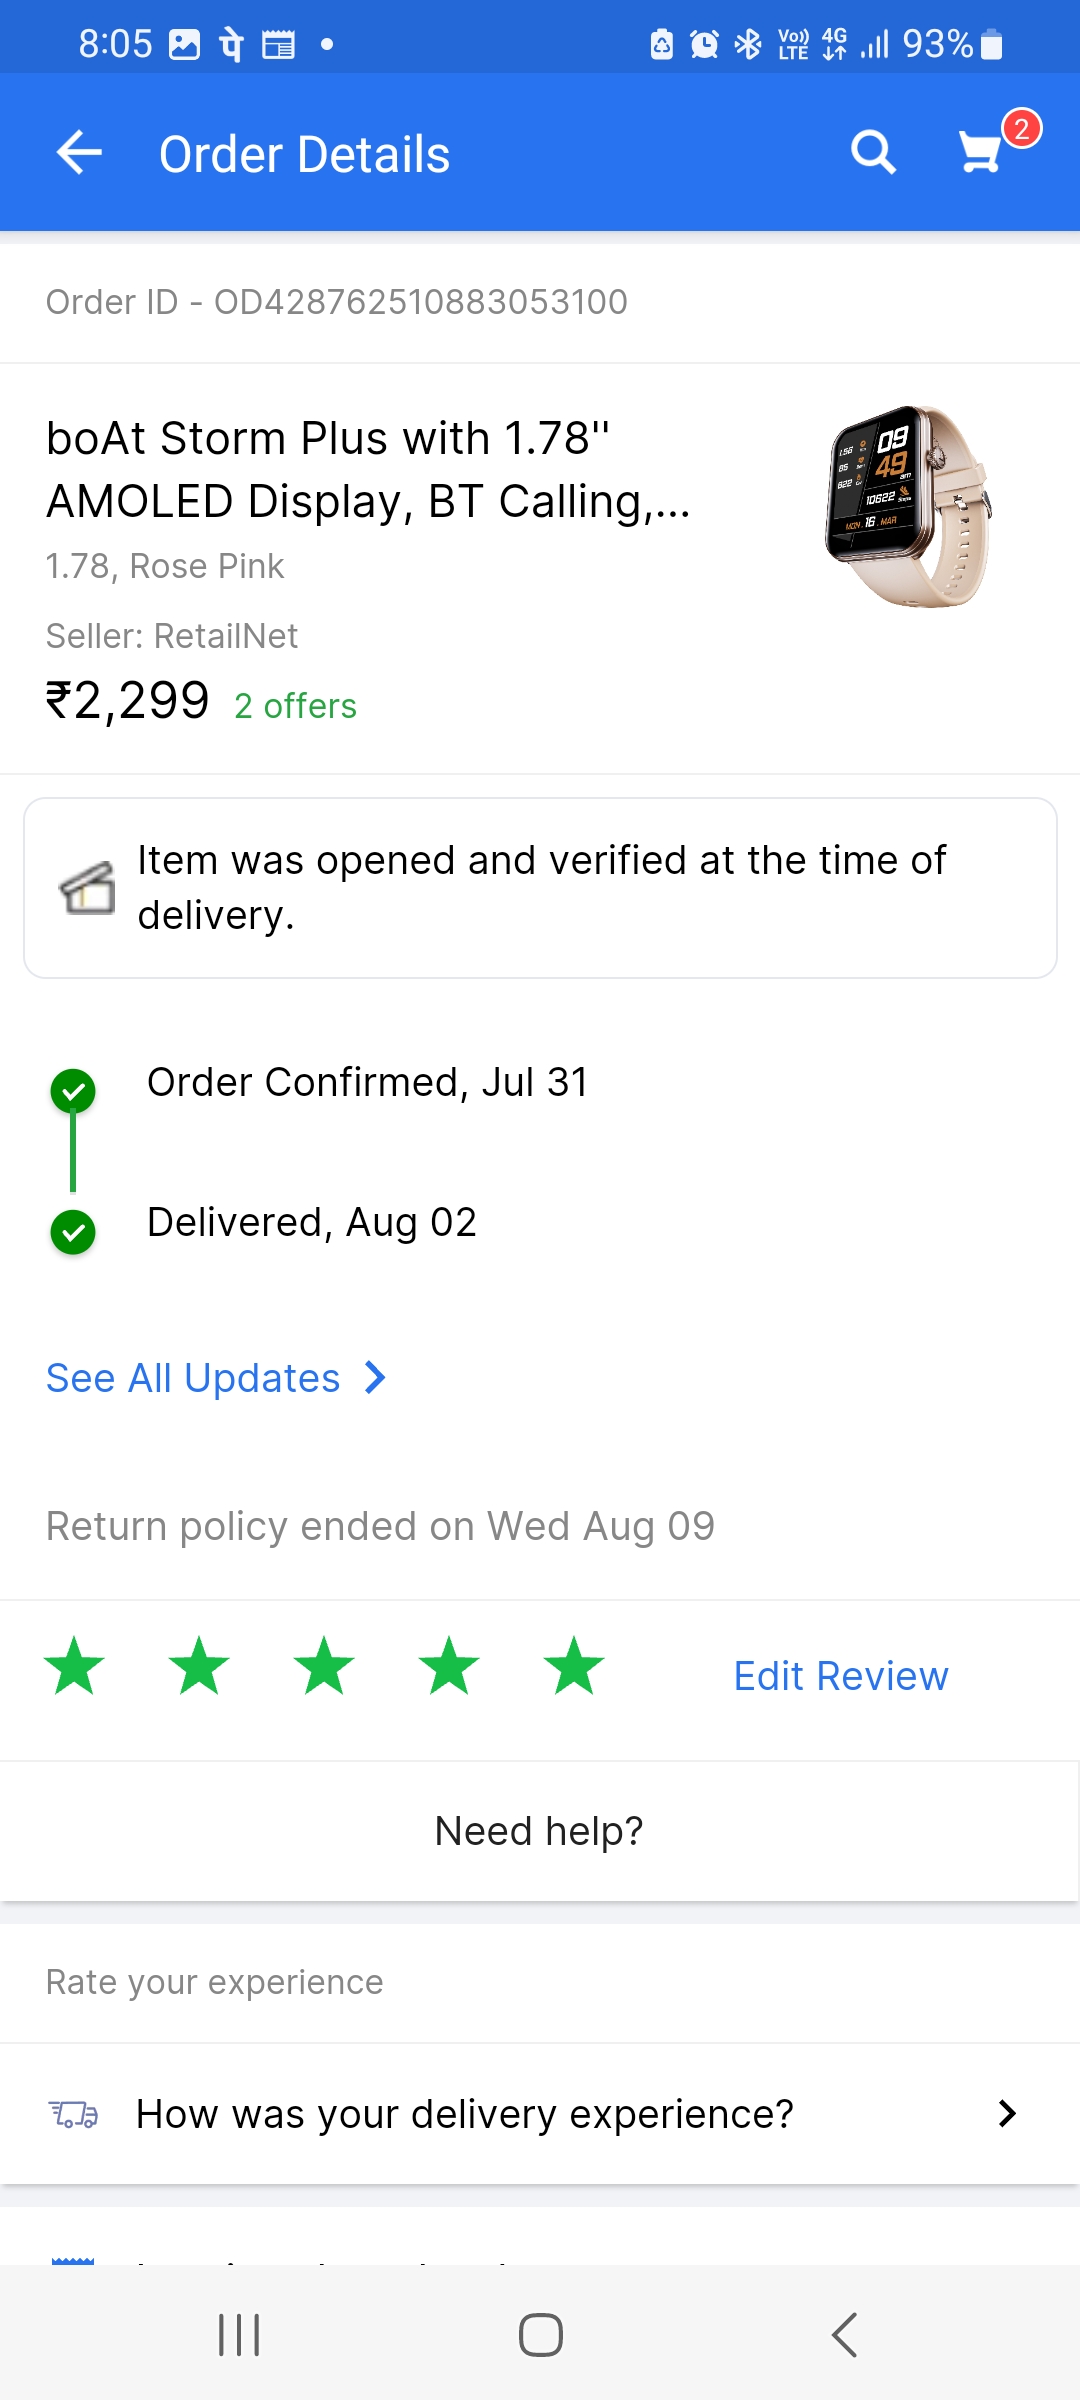 8:05 पे Vo)) LTE 4G 93%
Order Details 2
Order ID - OD428762510883053100
boAt Storm Plus with 1.78"
AMOLED Display, BT Calling,...
1.78, Rose Pink
Seller: RetailNet
₹2,299 2 offers
09
49
10622
MON. 16. MAR
Item was opened and verified at the time of
delivery.
Order Confirmed, Jul 31
Delivered, Aug 02
See All Updates
Return policy ended on Wed Aug 09
Edit Review
Need help?
Rate your experience
How was your delivery experience?